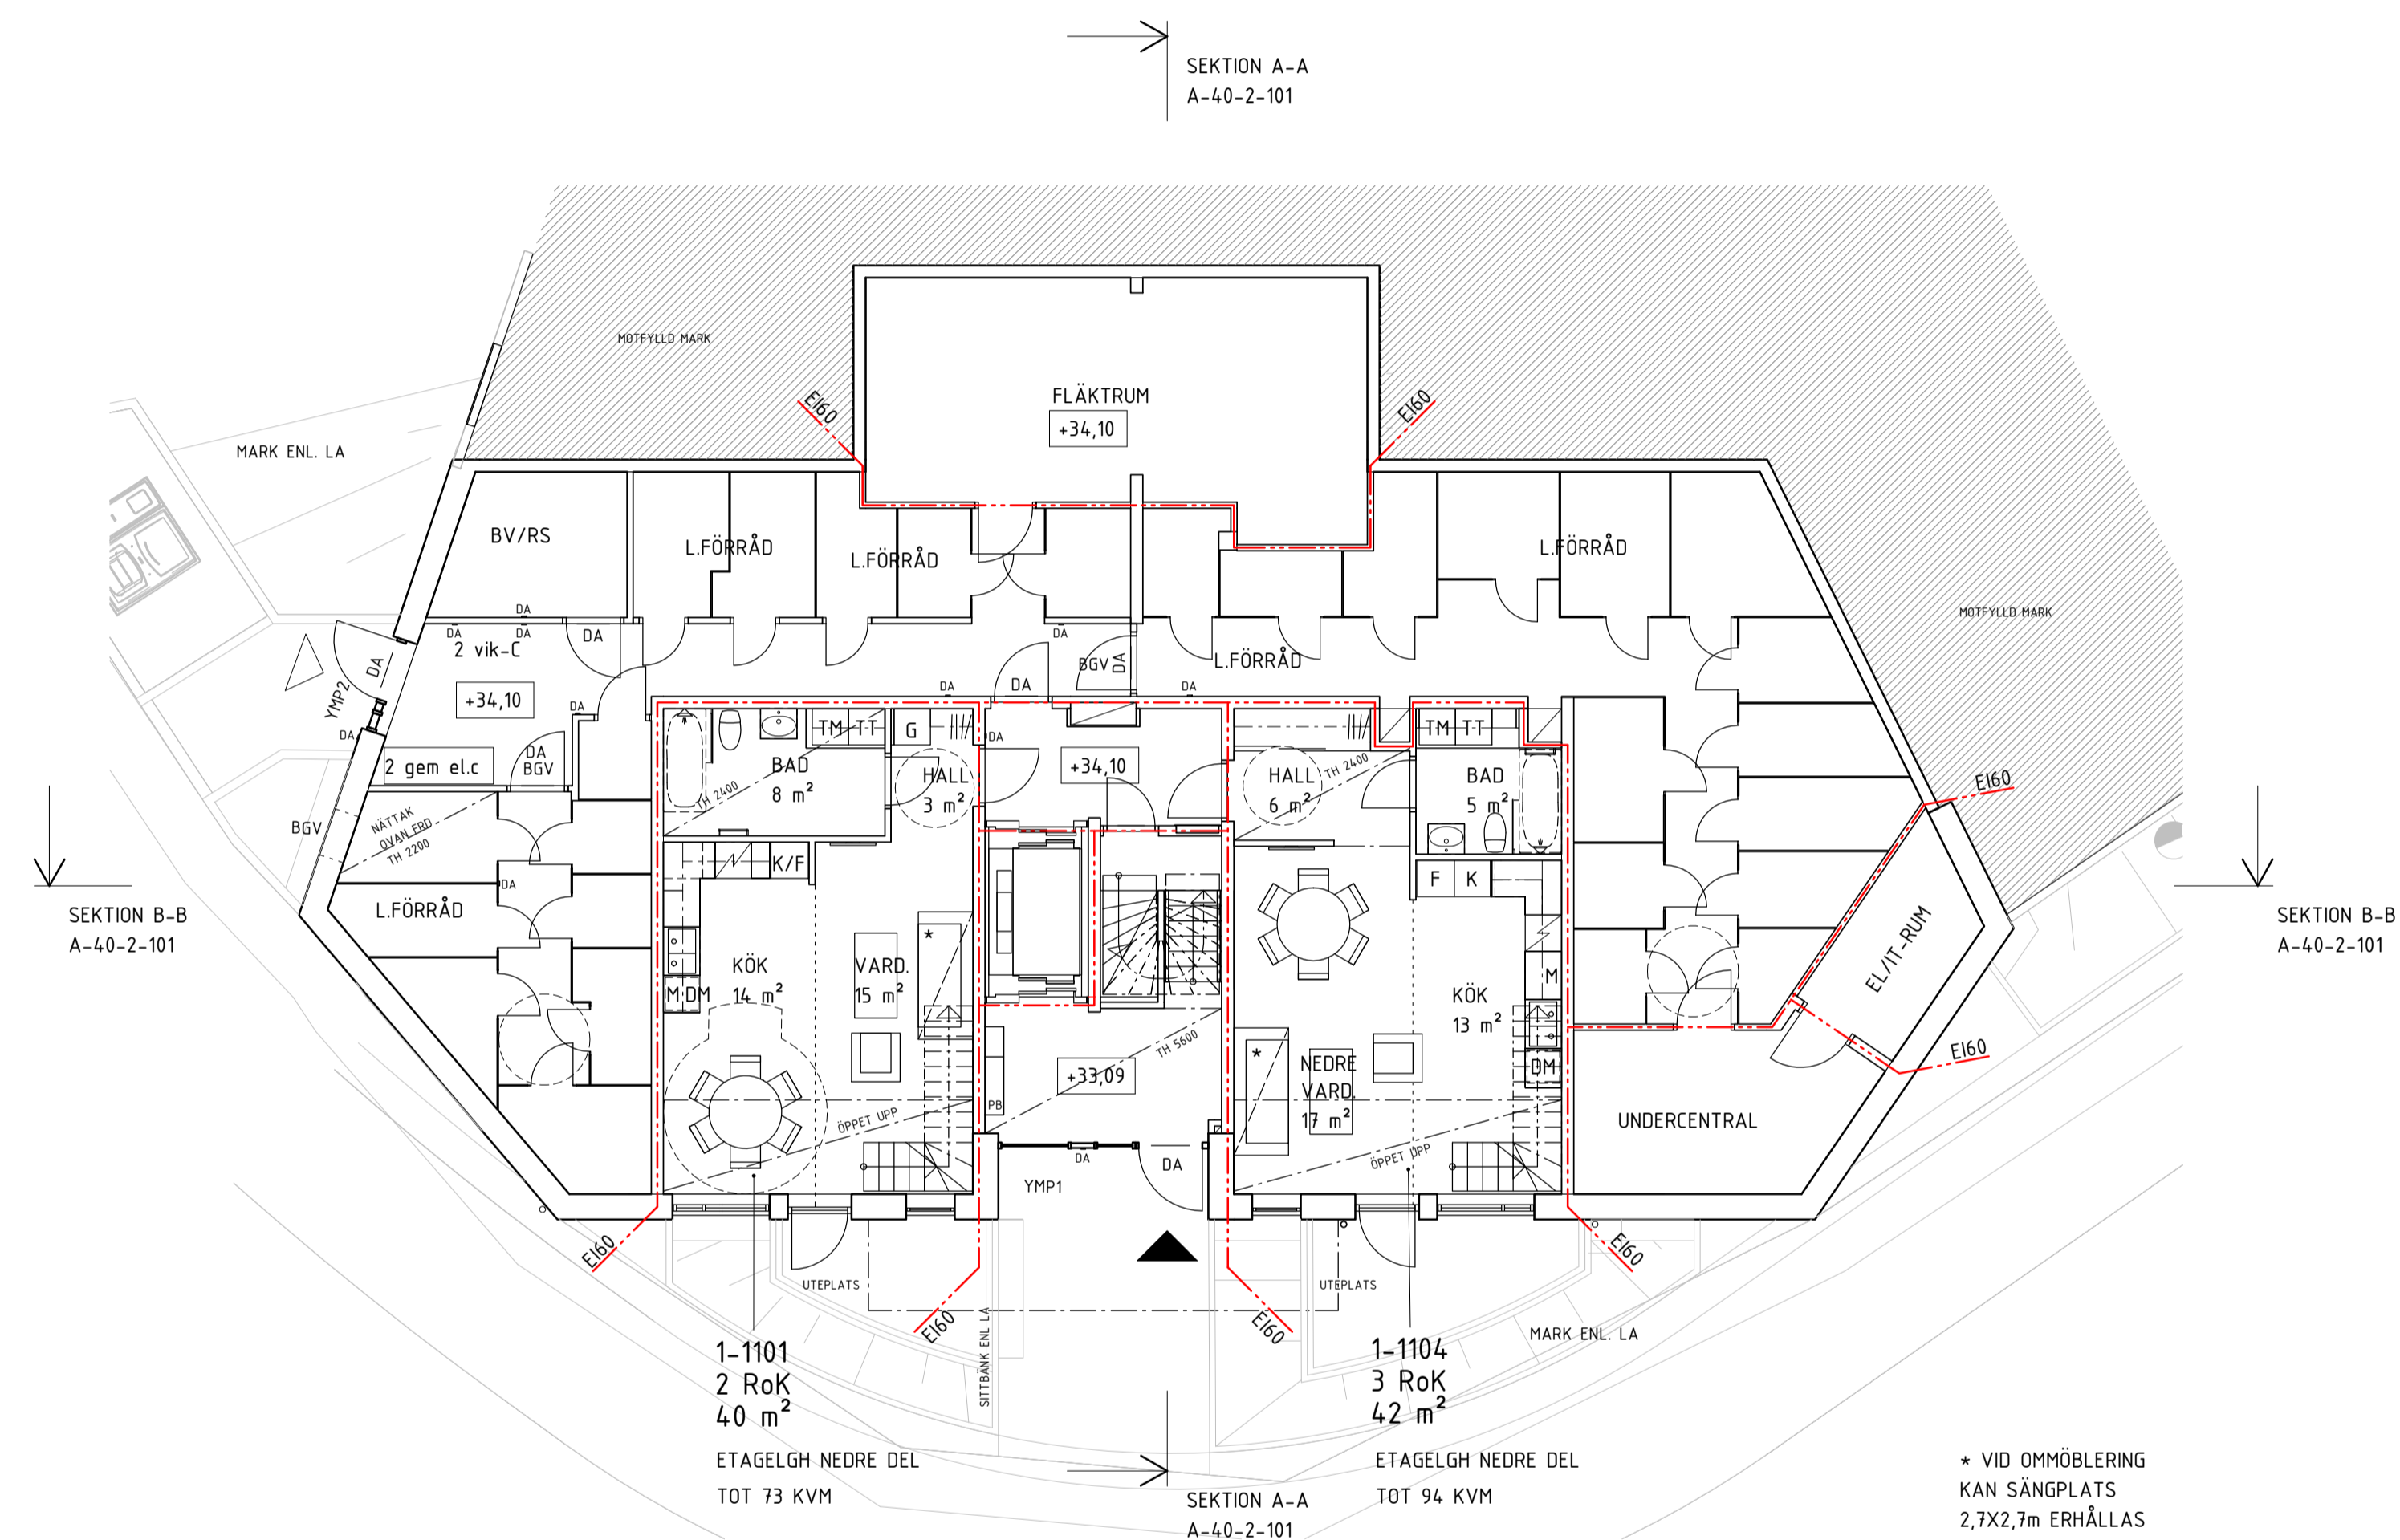 SEKTION A-A
A-40-2-101
MOTFYLLD MARK
FLÄKTRUM
+34,10
EI60
EI60
MARK ENL. LA
BV/RS
L.FÖRRÅD
L.FÖRRÅD
L.FÖRRÅD
MOTFYLLD MARK
DA
DA
DA
DA
DA
2 vik-C
L.FÖRRÅD
BGV
DA
DA
DA
DA
DA
YMP2
+34,10
DA
DA
2 gem el.c
DA
BGV
TM
TT
G
DA
TM
TT
BAD
8 m²
TH 2400
HALL
3 m²
+34,10
HALL
6 m²
TH 2400
BAD
5 m²
EI60
BGV
NÄTTAK
OVAN FRD
TH 2200
K/F
F
K
DA
L.FÖRRÅD
SEKTION B-B
A-40-2-101
SEKTION B-B
A-40-2-101
EL/IT-RUM
*
KÖK
14 m²
VARD.
15 m²
M
DM
KÖK
13 m²
M
TH 5600
*
NEDRE
VARD.
17 m²
DM
EI60
+33,09
PB
ÖPPET UPP
ÖPPET UPP
UNDERCENTRAL
DA
DA
YMP1
EI60
EI60
UTEPLATS
UTEPLATS
EI60
EI60
SITTBÄNK ENL LA
MARK ENL. LA
1-1101
2 RoK
40 m²
ETAGELGH NEDRE DEL
TOT 73 KVM
1-1104
3 RoK
42 m²
ETAGELGH NEDRE DEL
TOT 94 KVM
SEKTION A-A
A-40-2-101
* VID OMMÖBLERING
KAN SÄNGPLATS
2,7X2,7m ERHÅLLAS